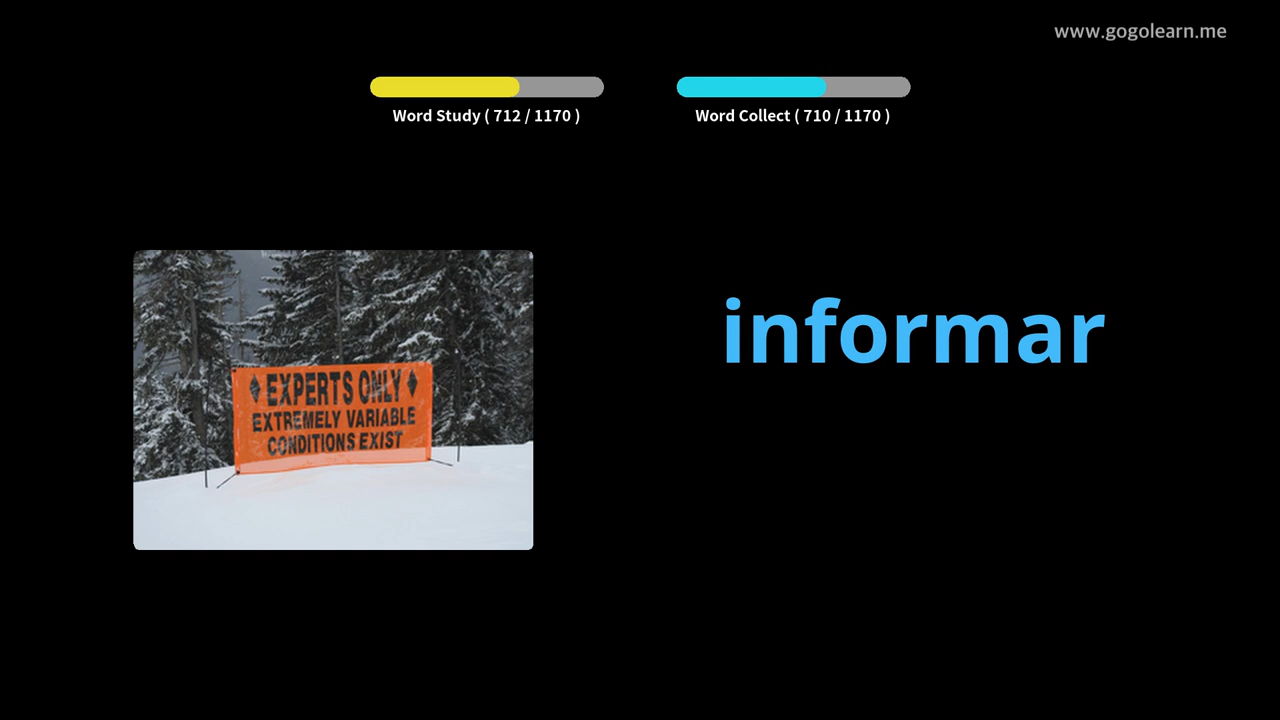 www.gogolearn.me
Word Study ( 712 / 1170 )
Word Collect ( 710 / 1170 )
EXPERTS ONLY
EXTREMELY VARIABLE
CONDITIONS EXIST
informar